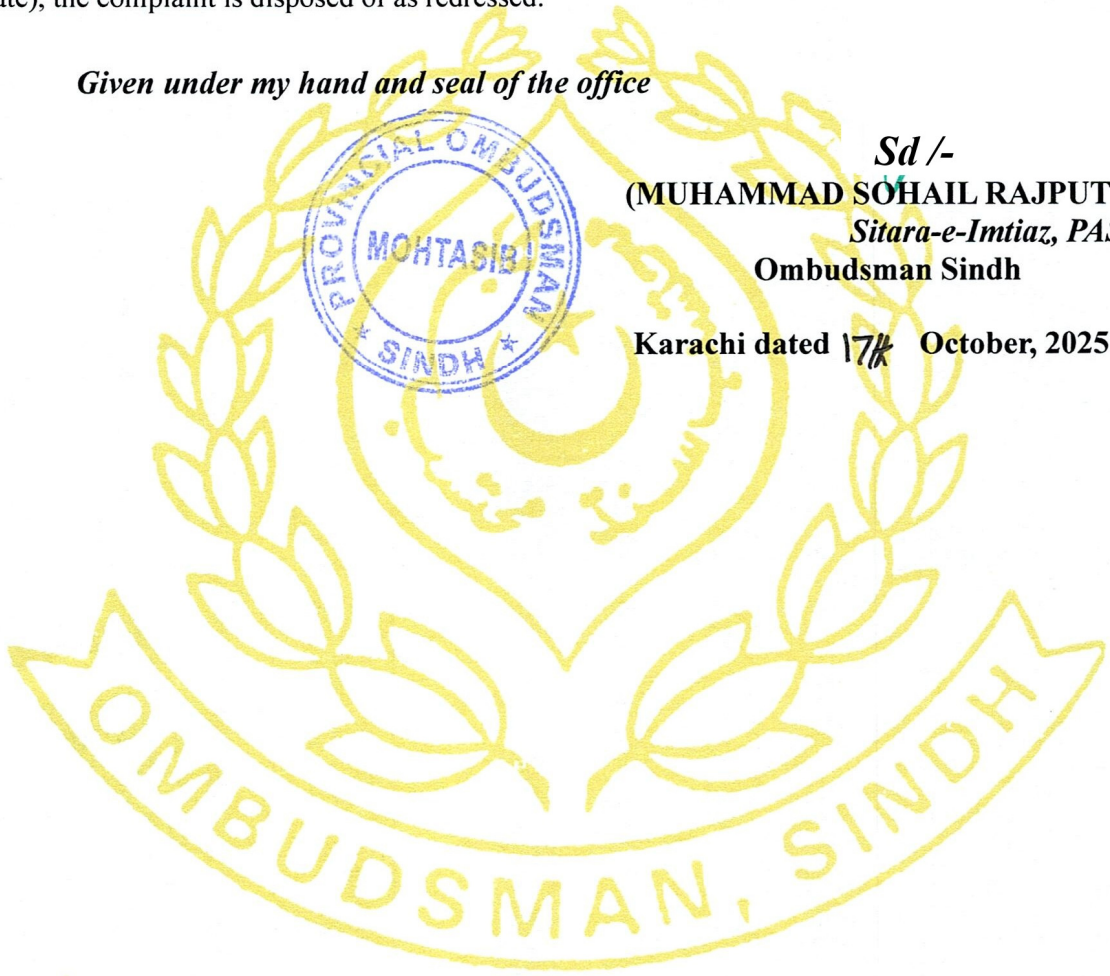 ate), the complaint is disposed of as redressed.
Given under my hand and seal of the office
PROVINCIAL OMBUDSMAN
MOHTASIB
★ SINDH ★
Sd /-
(MUHAMMAD SOHAIL RAJPUT
Sitara-e-Imtiaz, PAS
Ombudsman Sindh
Karachi dated 17th October, 2025
OMBUDSMAN, SINDH